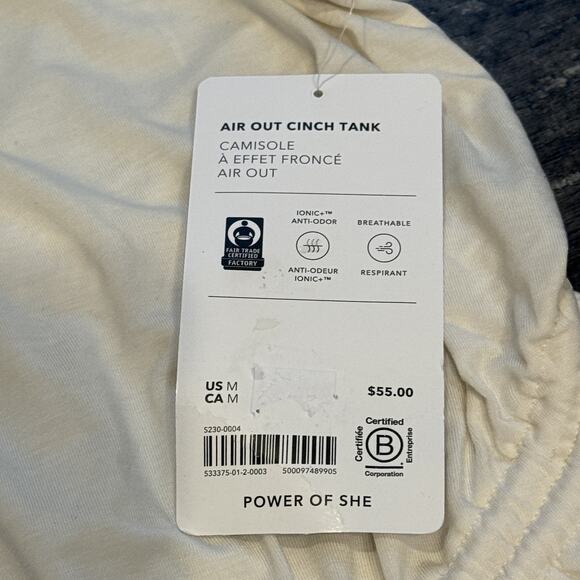 AIR OUT CINCH TANK
CAMISOLE
À EFFET FRONCÉ
AIR OUT
FAIR TRADE
CERTIFIED
FACTORY
IONIC+™
ANTI-ODOR
ANTI-ODEUR
IONIC+™
BREATHABLE
RESPIRANT
US M
CA M
$55.00
S230-0004
533375-01-2-0003 500097489905
Certified
Certifiée
B
Entreprise
Corporation
POWER OF SHE